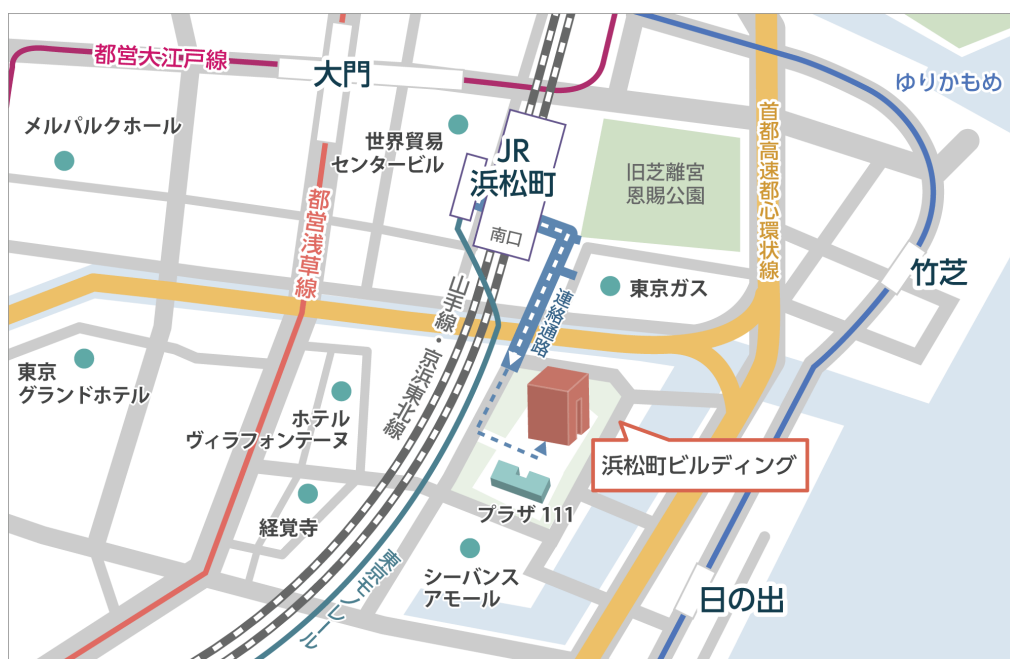 都営大江戸線
大門
ゆりかもめ
メルパルクホール
世界貿易
センタービル
JR
浜松町
南口
旧芝離宮
恩賜公園
首都高速都心環状線
都営浅草線
竹芝
東京ガス
連絡通路
山手線・京浜東北線
東京
グランドホテル
ホテル
ヴィラフォンテーヌ
浜松町ビルディング
経覚寺
プラザ 111
シーバンス
アモール
東京モノレール
日の出